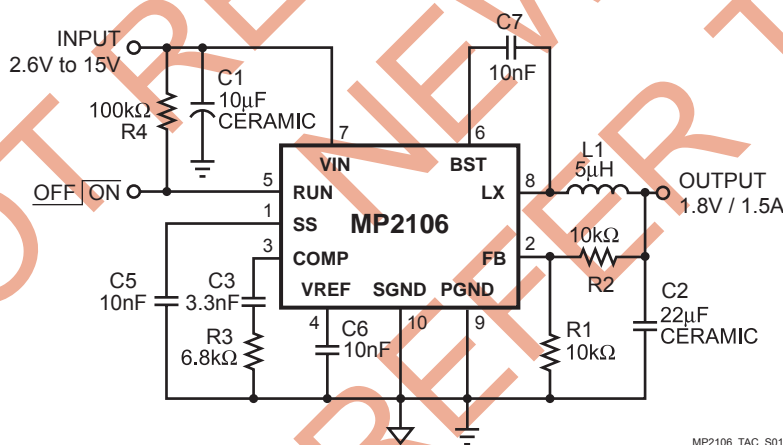 INPUT
2.6V to 15V
C1
10µF
CERAMIC
100kΩ
R4
C7
10nF
7
6
VIN
BST
OFF ON
5
RUN
LX
8
L1
5µH
OUTPUT
1.8V / 1.5A
1
SS
MP2106
3
COMP
FB
2
10kΩ
R2
C5
10nF
C3
3.3nF
VREF
SGND
PGND
4
10
9
C6
10nF
R3
6.8kΩ
R1
10kΩ
C2
22µF
CERAMIC
MP2106_TAC_S01
REFER